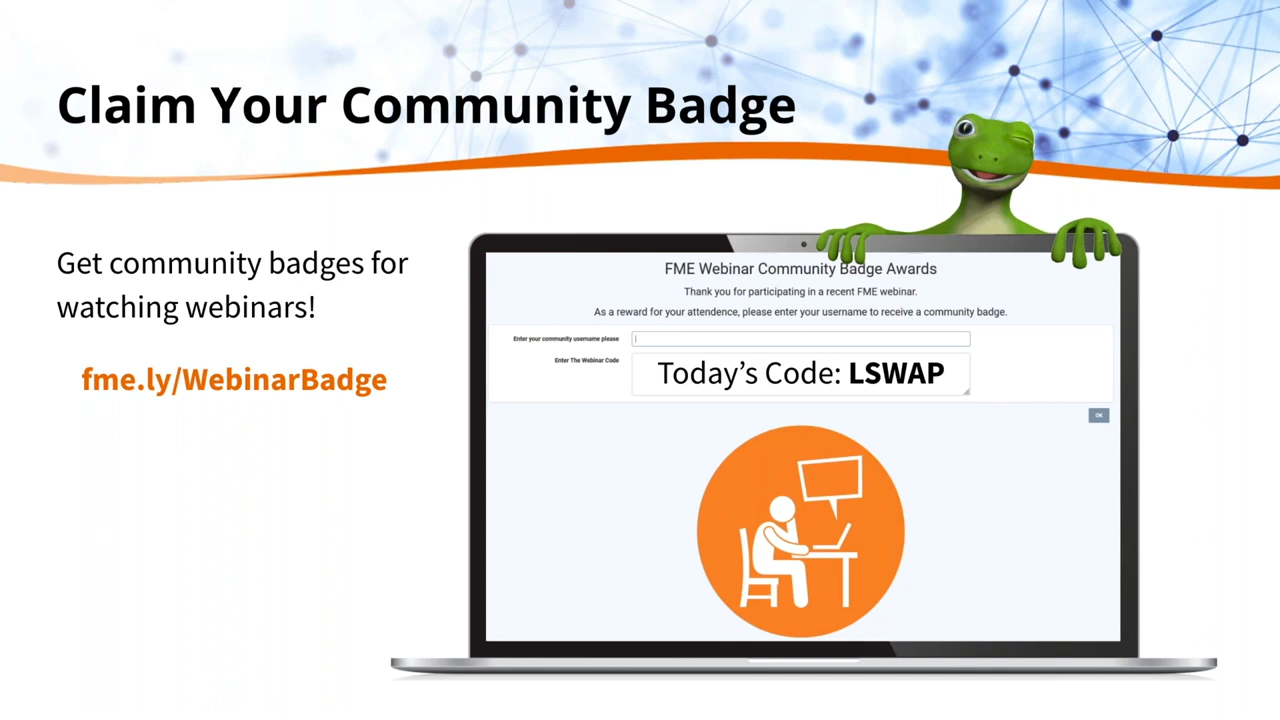 Claim Your Community Badge
Get community badges for
watching webinars!
fme.ly/WebinarBadge
FME Webinar Community Badge Awards
Thank you for participating in a recent FME webinar.
As a reward for your attendence, please enter your username to receive a community badge.
Enter your community username please
Enter The Webinar Code
Today’s Code: LSWAP
OK